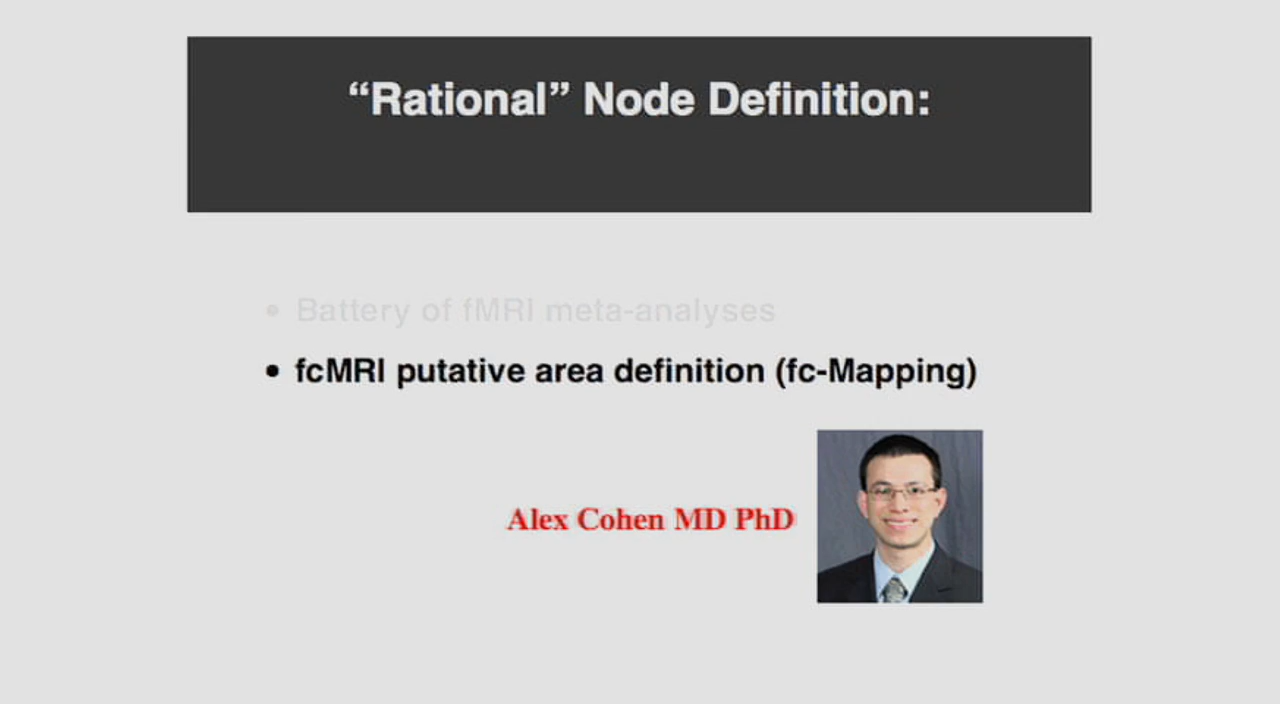 “Rational” Node Definition:
• Battery of fMRI meta-analyses
• fcMRI putative area definition (fc-Mapping)
Alex Cohen MD PhD